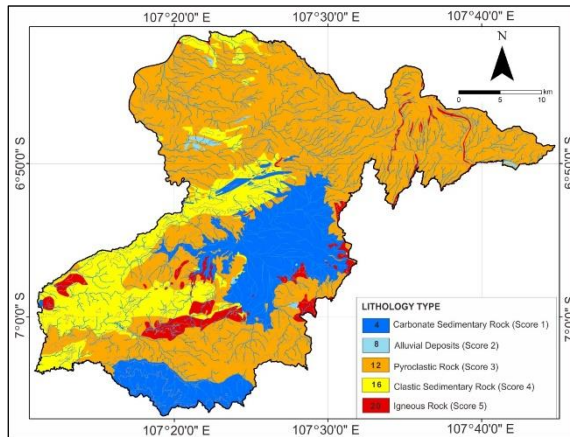 107°20'0" E
107°30'0" E
107°40'0" E
N
0
5
10
km
6°50'0" S
6°50'0" S
7°0'0" S
7°0'0" S
LITHOLOGY TYPE
4 Carbonate Sedimentary Rock (Score 1)
8 Alluvial Deposits (Score 2)
12 Pyroclastic Rock (Score 3)
16 Clastic Sedimentary Rock (Score 4)
20 Igneous Rock (Score 5)
107°20'0" E
107°30'0" E
107°40'0" E